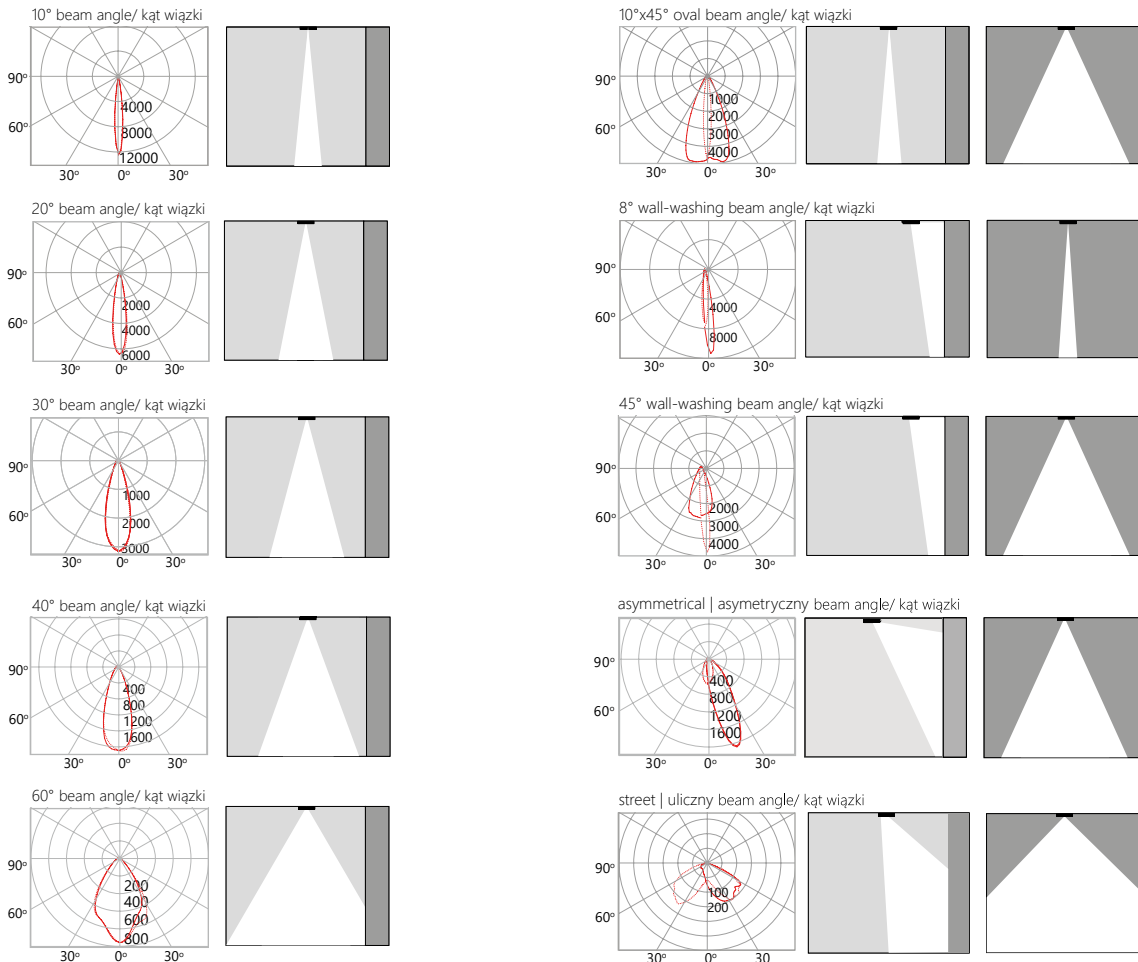 10° beam angle/ kąt wiązki
90°
60°
4000
8000
12000
30° 0° 30°
20° beam angle/ kąt wiązki
90°
60°
2000
4000
6000
30° 0° 30°
30° beam angle/ kąt wiązki
90°
60°
1000
2000
3000
30° 0° 30°
40° beam angle/ kąt wiązki
90°
60°
400
800
1200
1600
30° 0° 30°
60° beam angle/ kąt wiązki
90°
60°
200
400
600
800
30° 0° 30°
10°x45° oval beam angle/ kąt wiązki
90°
60°
1000
2000
3000
4000
30° 0° 30°
8° wall-washing beam angle/ kąt wiązki
90°
60°
4000
8000
30° 0° 30°
45° wall-washing beam angle/ kąt wiązki
90°
60°
2000
3000
4000
30° 0° 30°
asymmetrical | asymetryczny beam angle/ kąt wiązki
90°
60°
400
800
1200
1600
30° 0° 30°
street | uliczny beam angle/ kąt wiązki
90°
60°
100
200
30° 0° 30°